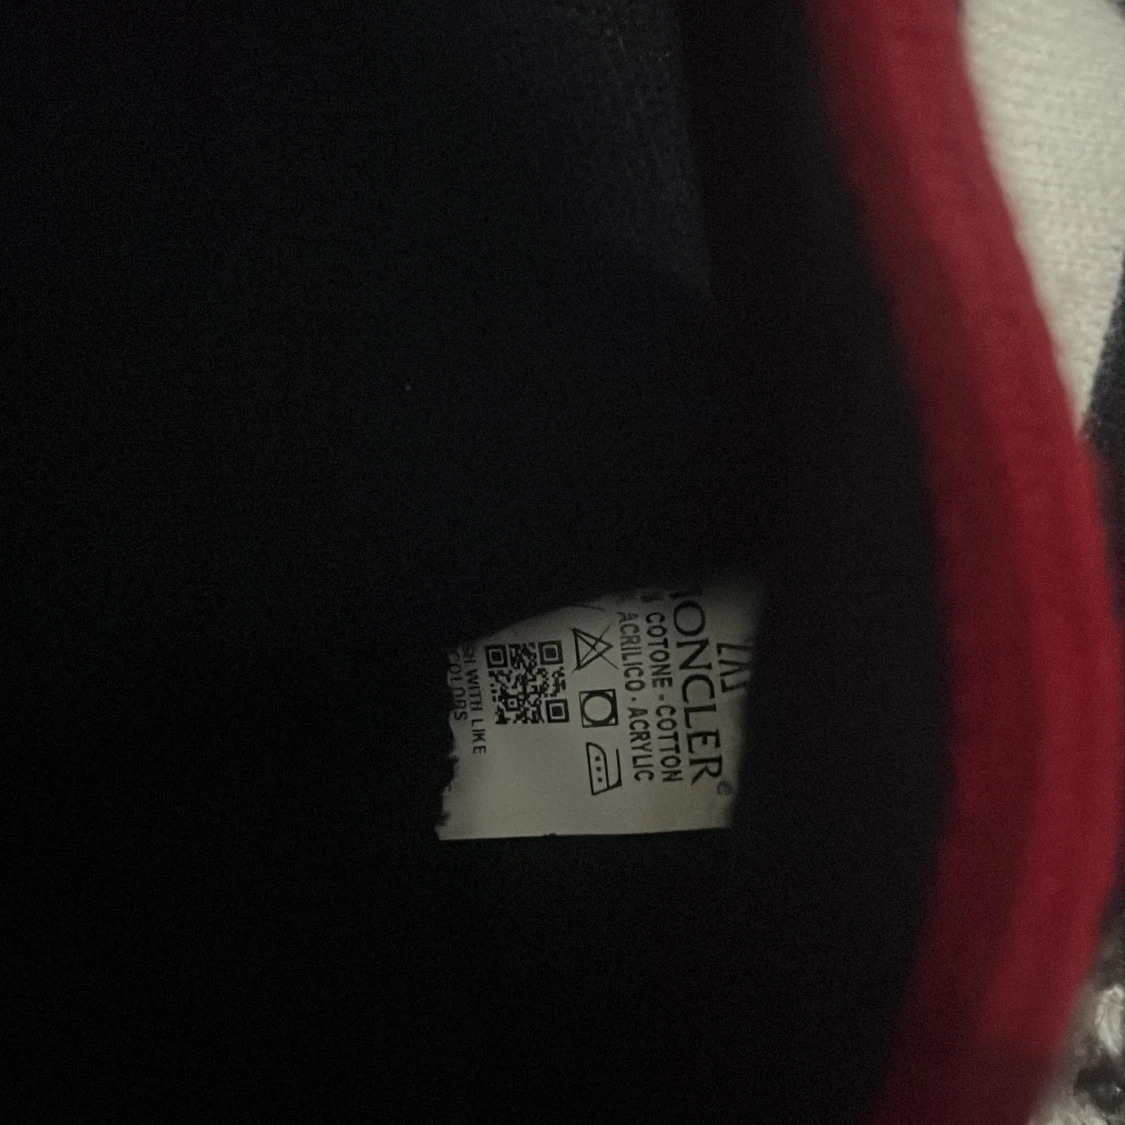 ONCLER®
COTONE - COTTON
ACRILICO - ACRYLIC
WITH LIKE
COLORS